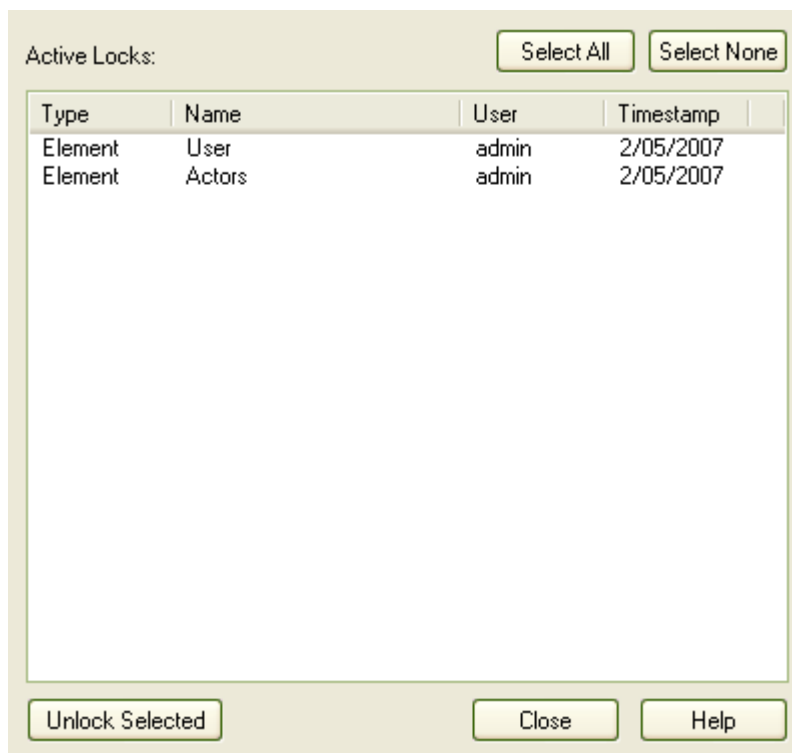 Active Locks: Select All Select None
Type Name User Timestamp
Element User admin 2/05/2007
Element Actors admin 2/05/2007
Unlock Selected Close Help